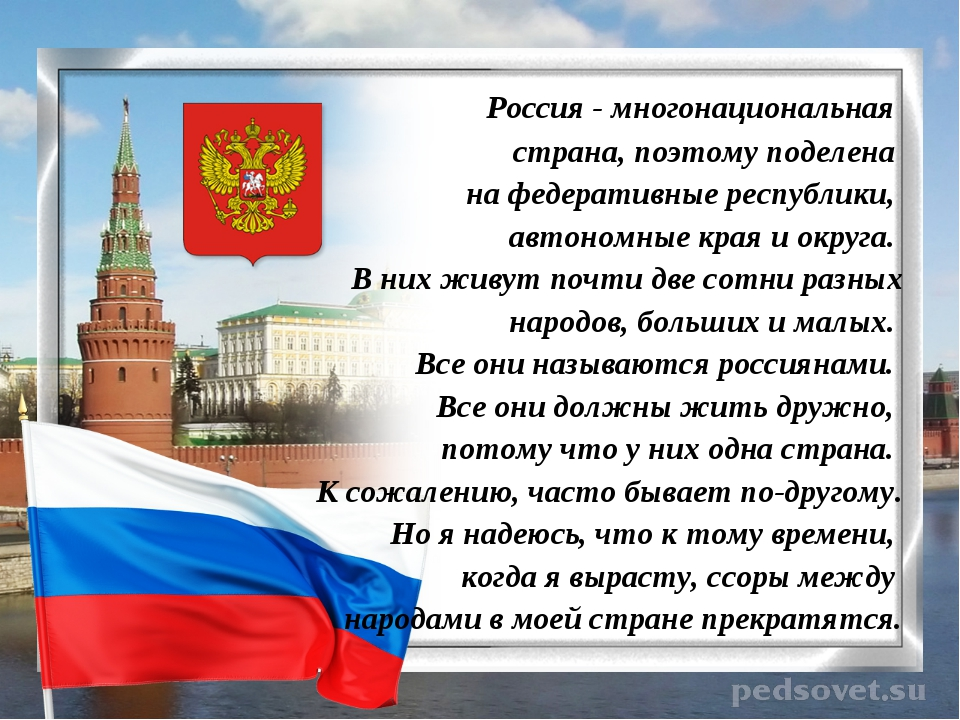 Россия - многонациональная
страна, поэтому поделена
на федеративные республики,
автономные края и округа.
В них живут почти две сотни разных
народов, больших и малых.
Все они называются россиянами.
Все они должны жить дружно,
потому что у них одна страна.
К сожалению, часто бывает по-другому.
Но я надеюсь, что к тому времени,
когда я вырасту, ссоры между
народами в моей стране прекратятся.
pedsovet.su